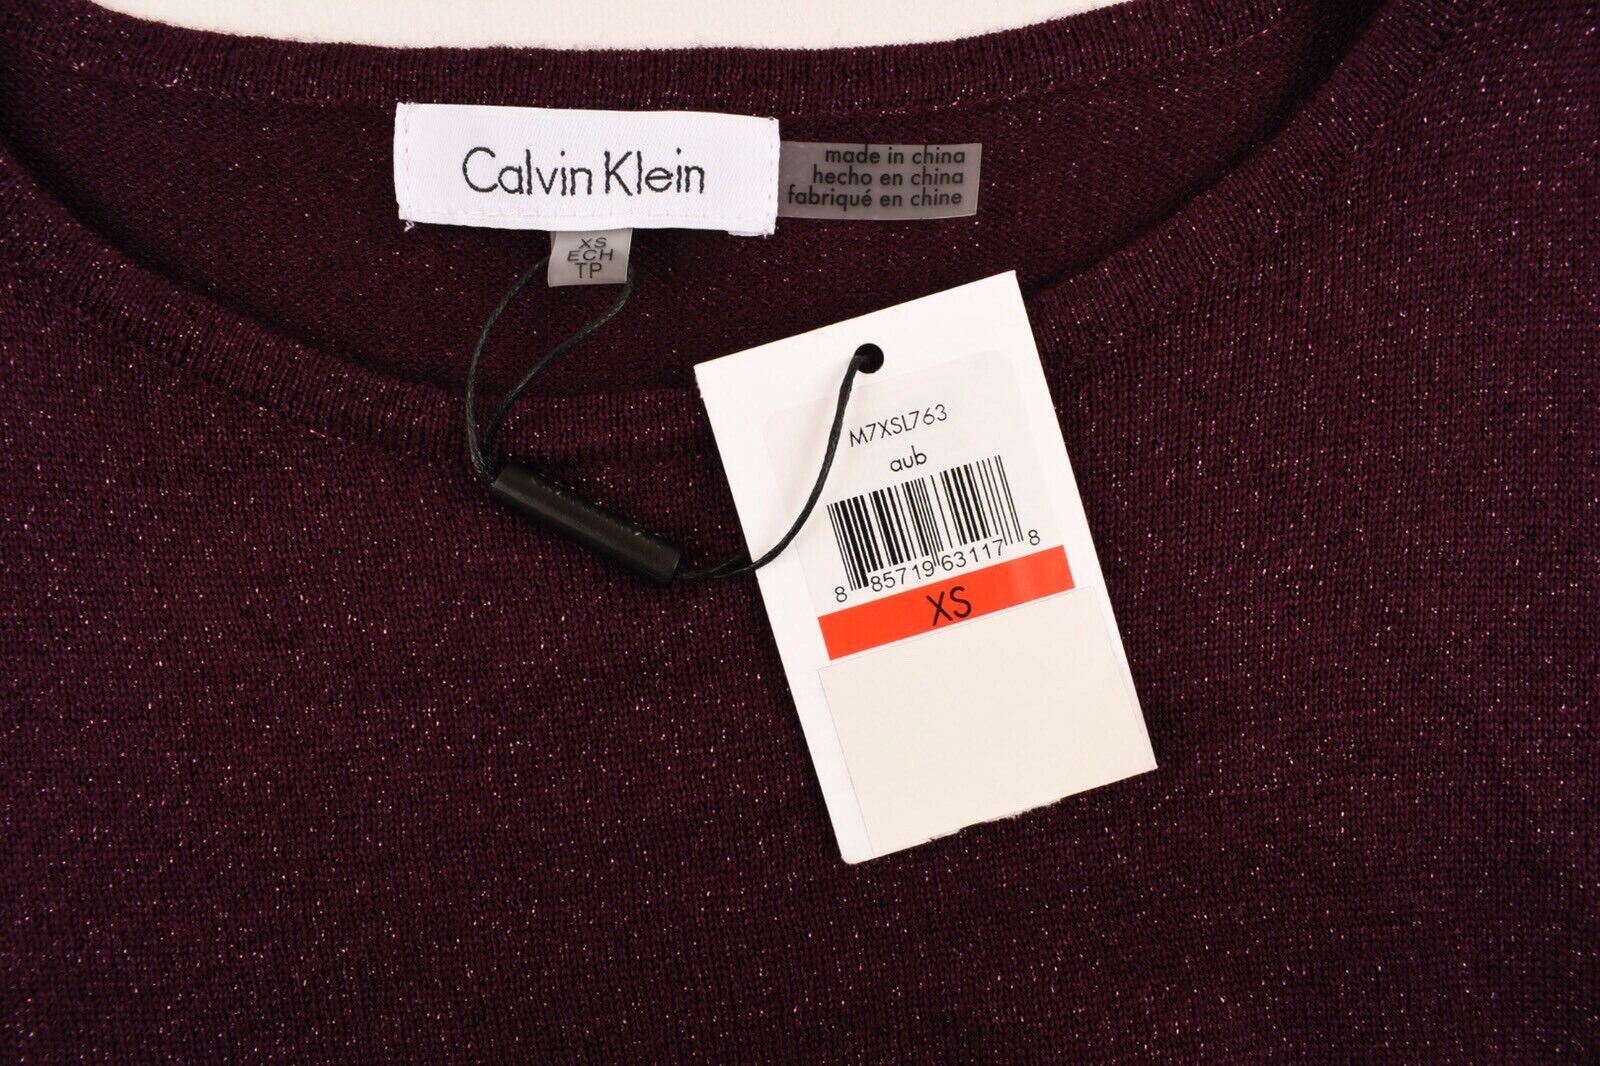 Calvin Klein
made in china
hecho en china
fabriqué en chine
XS
ECH
TP
M7XSL763
aub
8 85719 63117 8
XS